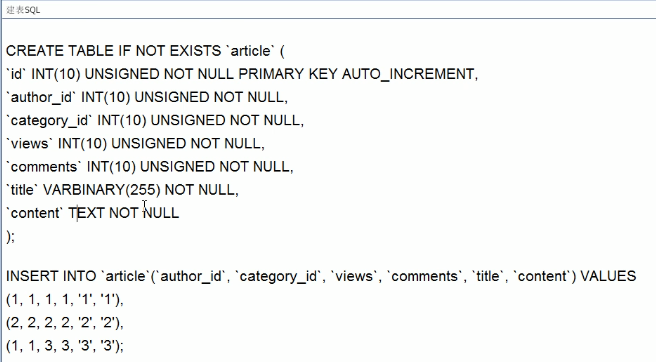 建表SQL
CREATE TABLE IF NOT EXISTS `article` (
`id` INT(10) UNSIGNED NOT NULL PRIMARY KEY AUTO_INCREMENT,
`author_id` INT(10) UNSIGNED NOT NULL,
`category_id` INT(10) UNSIGNED NOT NULL,
`views` INT(10) UNSIGNED NOT NULL,
`comments` INT(10) UNSIGNED NOT NULL,
`title` VARBINARY(255) NOT NULL,
`content` TEXT NOT NULL
);
INSERT INTO `article`(`author_id`, `category_id`, `views`, `comments`, `title`, `content`) VALUES
(1, 1, 1, 1, '1', '1'),
(2, 2, 2, 2, '2', '2'),
(1, 1, 3, 3, '3', '3');